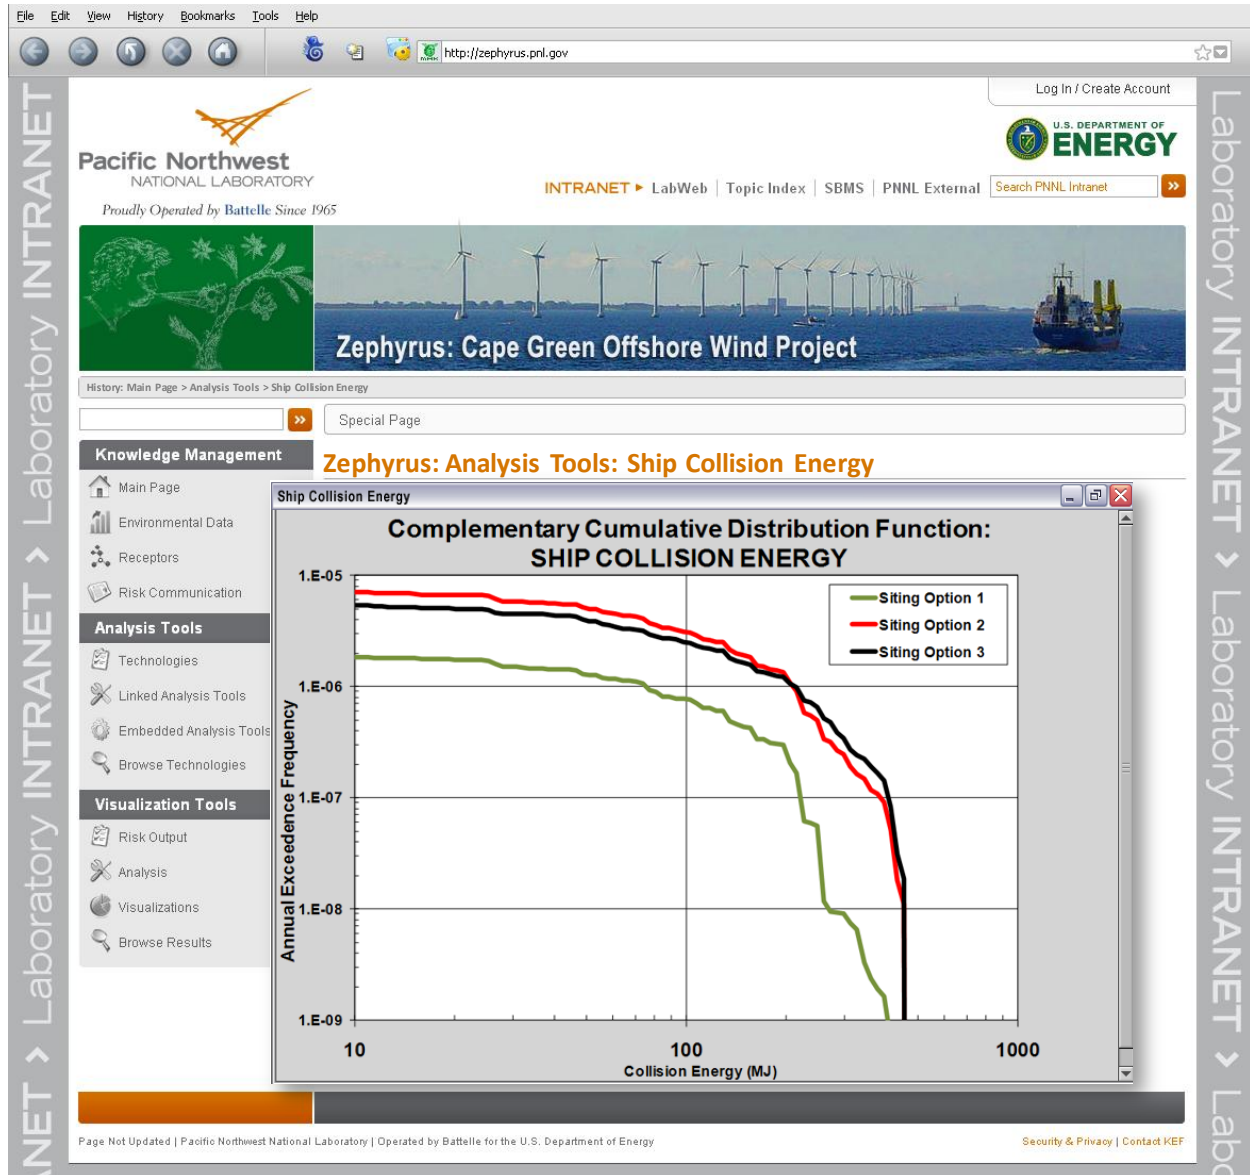 File Edit View History Bookmarks Tools Help
http://zephyrus.pnl.gov
Log In / Create Account
U.S. DEPARTMENT OF
ENERGY
Pacific Northwest
NATIONAL LABORATORY
Proudly Operated by Battelle Since 1965
INTRANET ► LabWeb | Topic Index | SBMS | PNNL External
Search PNNL Intranet
Zephyrus: Cape Green Offshore Wind Project
History: Main Page > Analysis Tools > Ship Collision Energy
Special Page
Knowledge Management
Main Page
Environmental Data
Receptors
Risk Communication
Analysis Tools
Technologies
Linked Analysis Tools
Embedded Analysis Tools
Browse Technologies
Visualization Tools
Risk Output
Analysis
Visualizations
Browse Results
Zephyrus: Analysis Tools: Ship Collision Energy
Ship Collision Energy
Complementary Cumulative Distribution Function:
SHIP COLLISION ENERGY
Siting Option 1
Siting Option 2
Siting Option 3
Annual Exceedence Frequency
1.E-05
1.E-06
1.E-07
1.E-08
1.E-09
10 100 1000
Collision Energy (MJ)
Page Not Updated | Pacific Northwest National Laboratory | Operated by Battelle for the U.S. Department of Energy
Security & Privacy | Contact KEF
NET > Laboratory INTRANET > Laboratory INTRANET
Laboratory INTRANET > Laboratory INTRANET > Labo